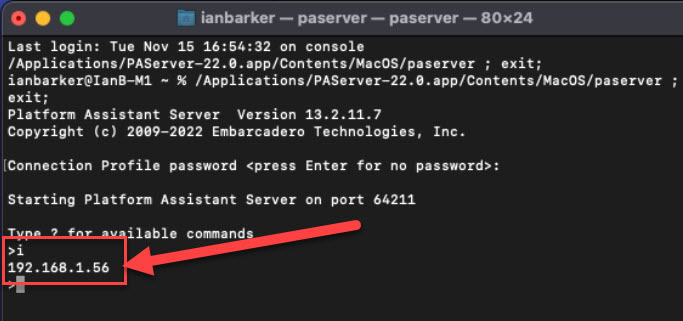 ianbarker — paserver — paserver — 80×24
Last login: Tue Nov 15 16:54:32 on console
/Applications/PAServer-22.0.app/Contents/MacOS/paserver ; exit;
ianbarker@IanB-M1 ~ % /Applications/PAServer-22.0.app/Contents/MacOS/paserver ;
exit;
Platform Assistant Server  Version 13.2.11.7
Copyright (c) 2009-2022 Embarcadero Technologies, Inc.
[Connection Profile password <press Enter for no password>:
Starting Platform Assistant Server on port 64211
Type ? for available commands
>i
192.168.1.56
>